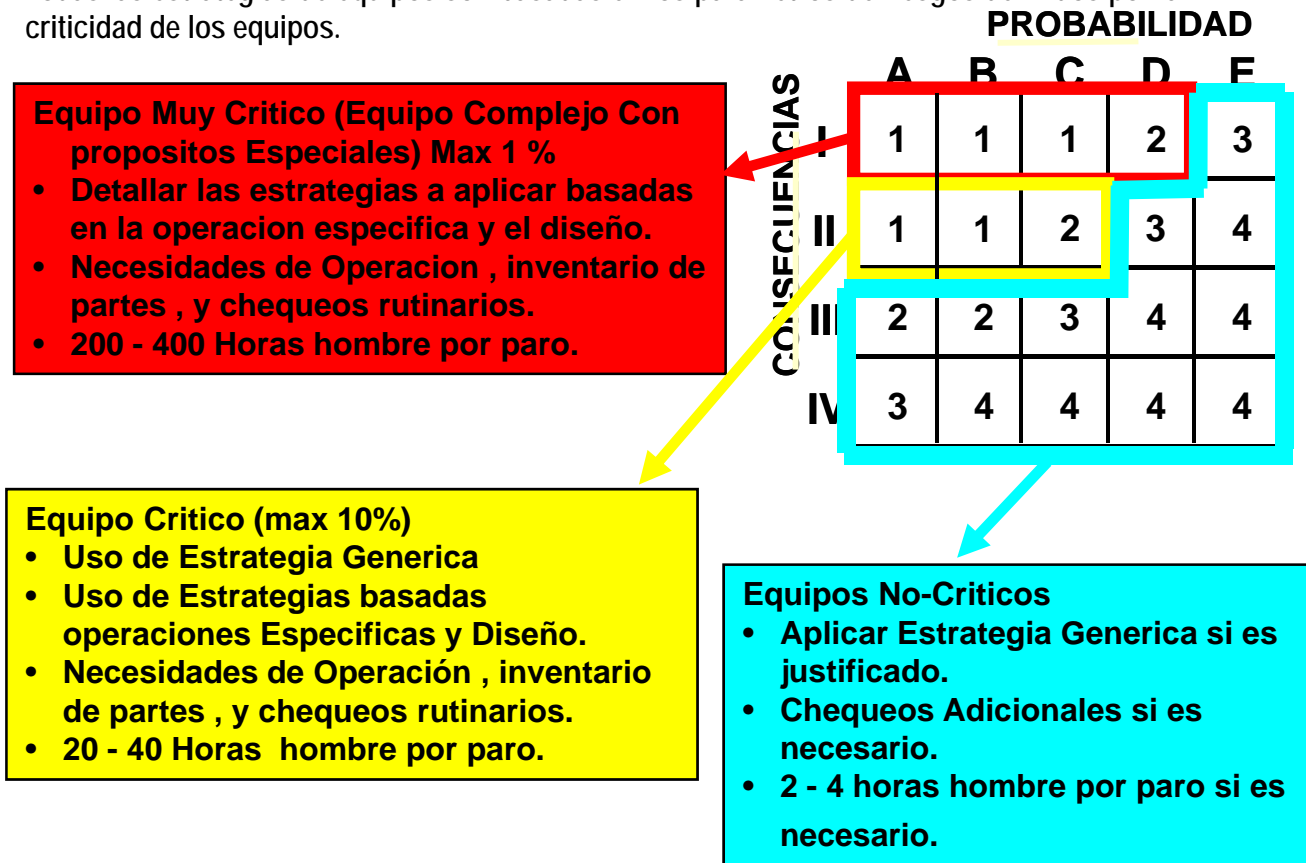 criticidad de los equipos.
PROBABILIDAD
A B C D E
CONSECUENCIAS
I 1 1 1 2 3
II 1 1 2 3 4
III 2 2 3 4 4
IV 3 4 4 4 4
Equipo Muy Critico (Equipo Complejo Con
propositos Especiales) Max 1 %
• Detallar las estrategias a aplicar basadas
en la operacion especifica y el diseño.
• Necesidades de Operacion , inventario de
partes , y chequeos rutinarios.
• 200 - 400 Horas hombre por paro.
Equipo Critico (max 10%)
• Uso de Estrategia Generica
• Uso de Estrategias basadas
operaciones Especificas y Diseño.
• Necesidades de Operación , inventario
de partes , y chequeos rutinarios.
• 20 - 40 Horas hombre por paro.
Equipos No-Criticos
• Aplicar Estrategia Generica si es
justificado.
• Chequeos Adicionales si es
necesario.
• 2 - 4 horas hombre por paro si es
necesario.